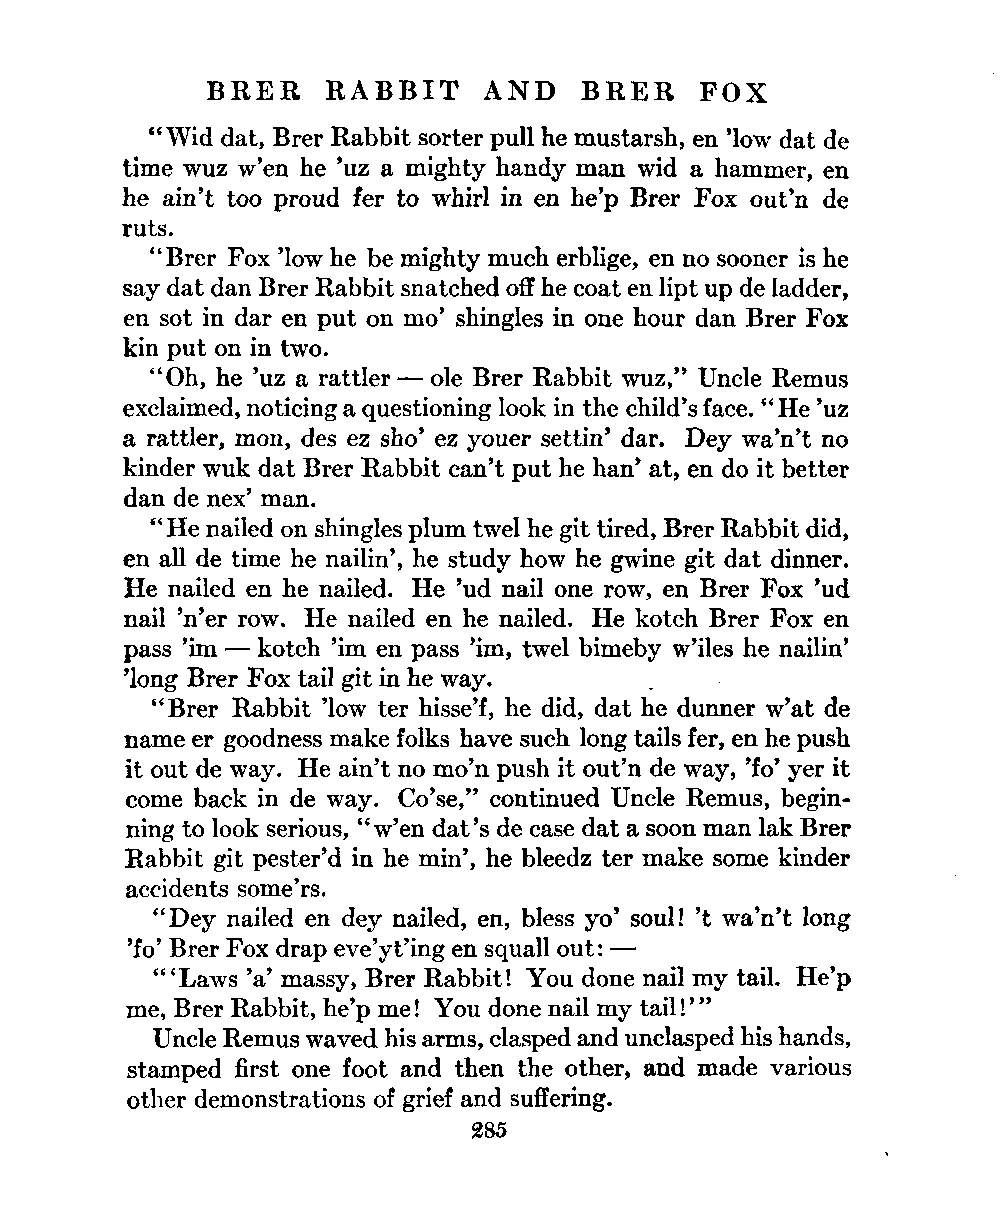 BRER RABBIT AND BRER FOX
“Wid dat, Brer Rabbit sorter pull he mustarsh, en ’low dat de
time wuz w’en he ’uz a mighty handy man wid a hammer, en
he ain’t too proud fer to whirl in en he’p Brer Fox out’n de
ruts.
“Brer Fox ’low he be mighty much erblige, en no sooner is he
say dat dan Brer Rabbit snatched off he coat en lipt up de ladder,
en sot in dar en put on mo’ shingles in one hour dan Brer Fox
kin put on in two.
“Oh, he ’uz a rattler — ole Brer Rabbit wuz,” Uncle Remus
exclaimed, noticing a questioning look in the child’s face. “He ’uz
a rattler, mon, des ez sho’ ez youer settin’ dar. Dey wa’n’t no
kinder wuk dat Brer Rabbit can’t put he han’ at, en do it better
dan de nex’ man.
“He nailed on shingles plum twel he git tired, Brer Rabbit did,
en all de time he nailin’, he study how he gwine git dat dinner.
He nailed en he nailed. He ’ud nail one row, en Brer Fox ’ud
nail ’n’er row. He nailed en he nailed. He kotch Brer Fox en
pass ’im — kotch ’im en pass ’im, twel bimeby w’iles he nailin’
’long Brer Fox tail git in he way.
“Brer Rabbit ’low ter hisse’f, he did, dat he dunner w’at de
name er goodness make folks have such long tails fer, en he push
it out de way. He ain’t no mo’n push it out’n de way, ’fo’ yer it
come back in de way. Co’se,” continued Uncle Remus, begin-
ning to look serious, “w’en dat’s de case dat a soon man lak Brer
Rabbit git pester’d in he min’, he bleedz ter make some kinder
accidents some’rs.
“Dey nailed en dey nailed, en, bless yo’ soul! ’t wa’n’t long
’fo’ Brer Fox drap eve’yt’ing en squall out: —
“‘Laws ’a’ massy, Brer Rabbit! You done nail my tail. He’p
me, Brer Rabbit, he’p me! You done nail my tail!’”
Uncle Remus waved his arms, clasped and unclasped his hands,
stamped first one foot and then the other, and made various
other demonstrations of grief and suffering.
285